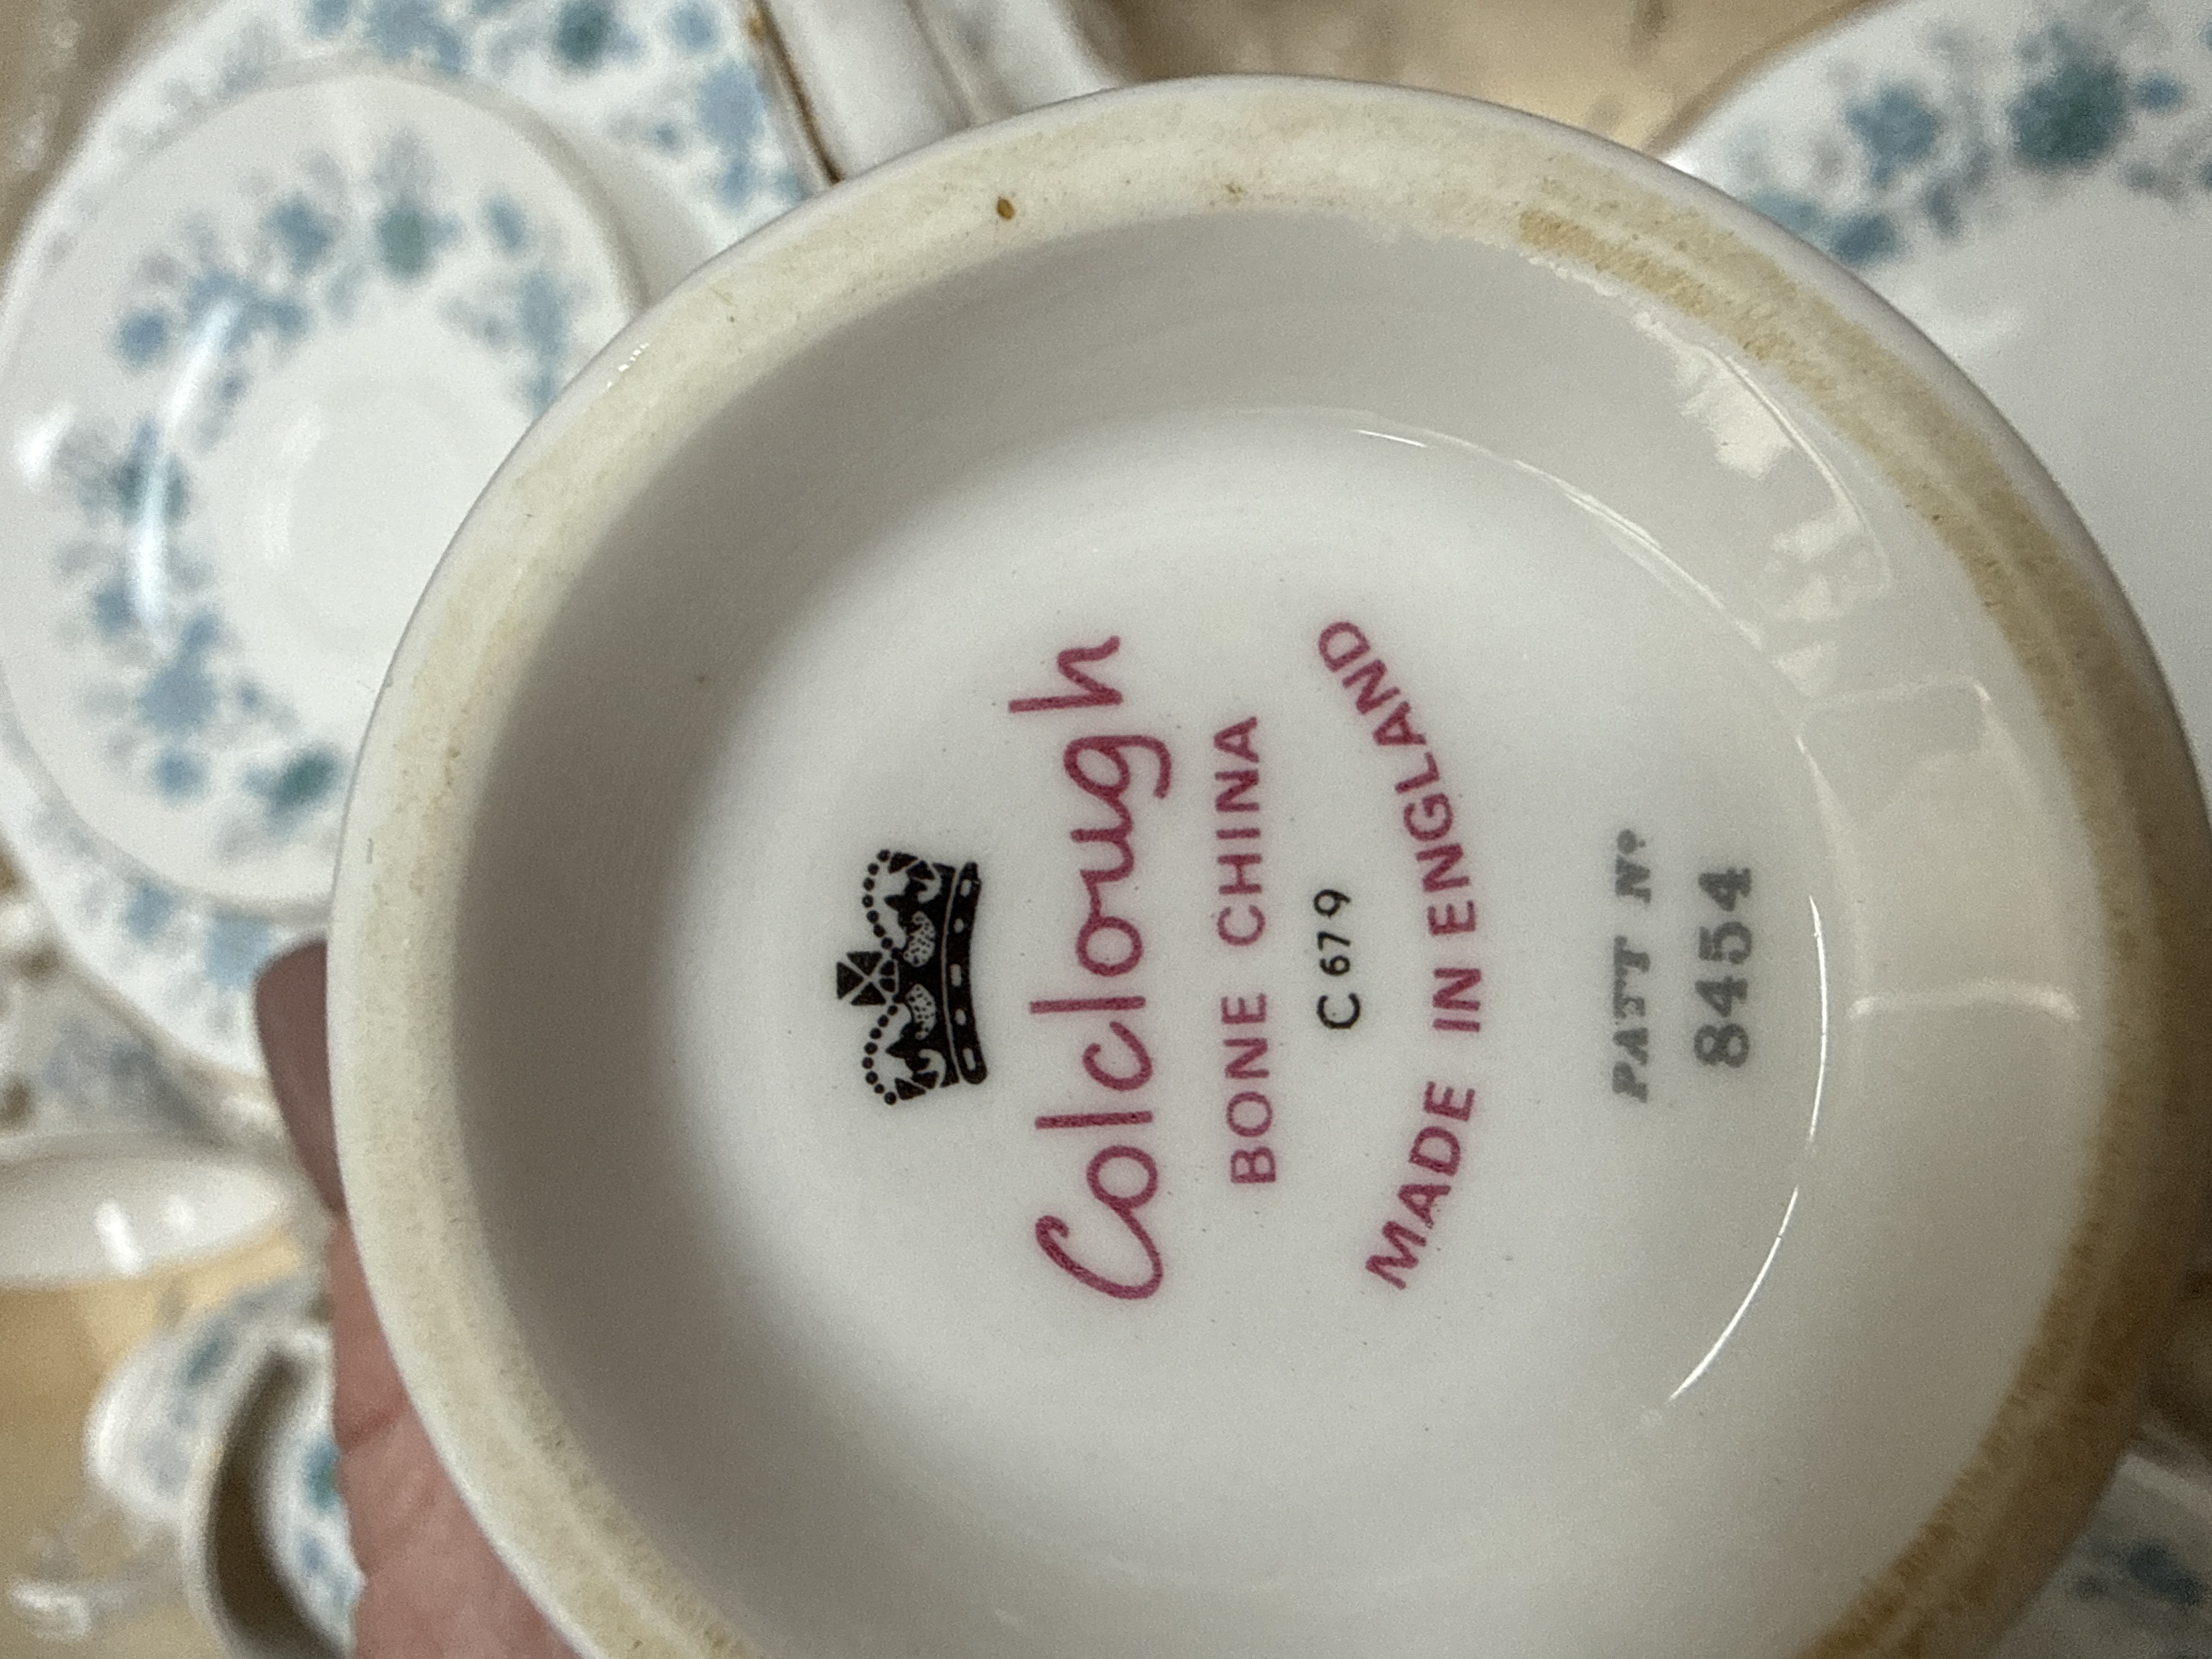 Colclough
BONE CHINA
C 679
MADE IN ENGLAND
PATT Nº
8454